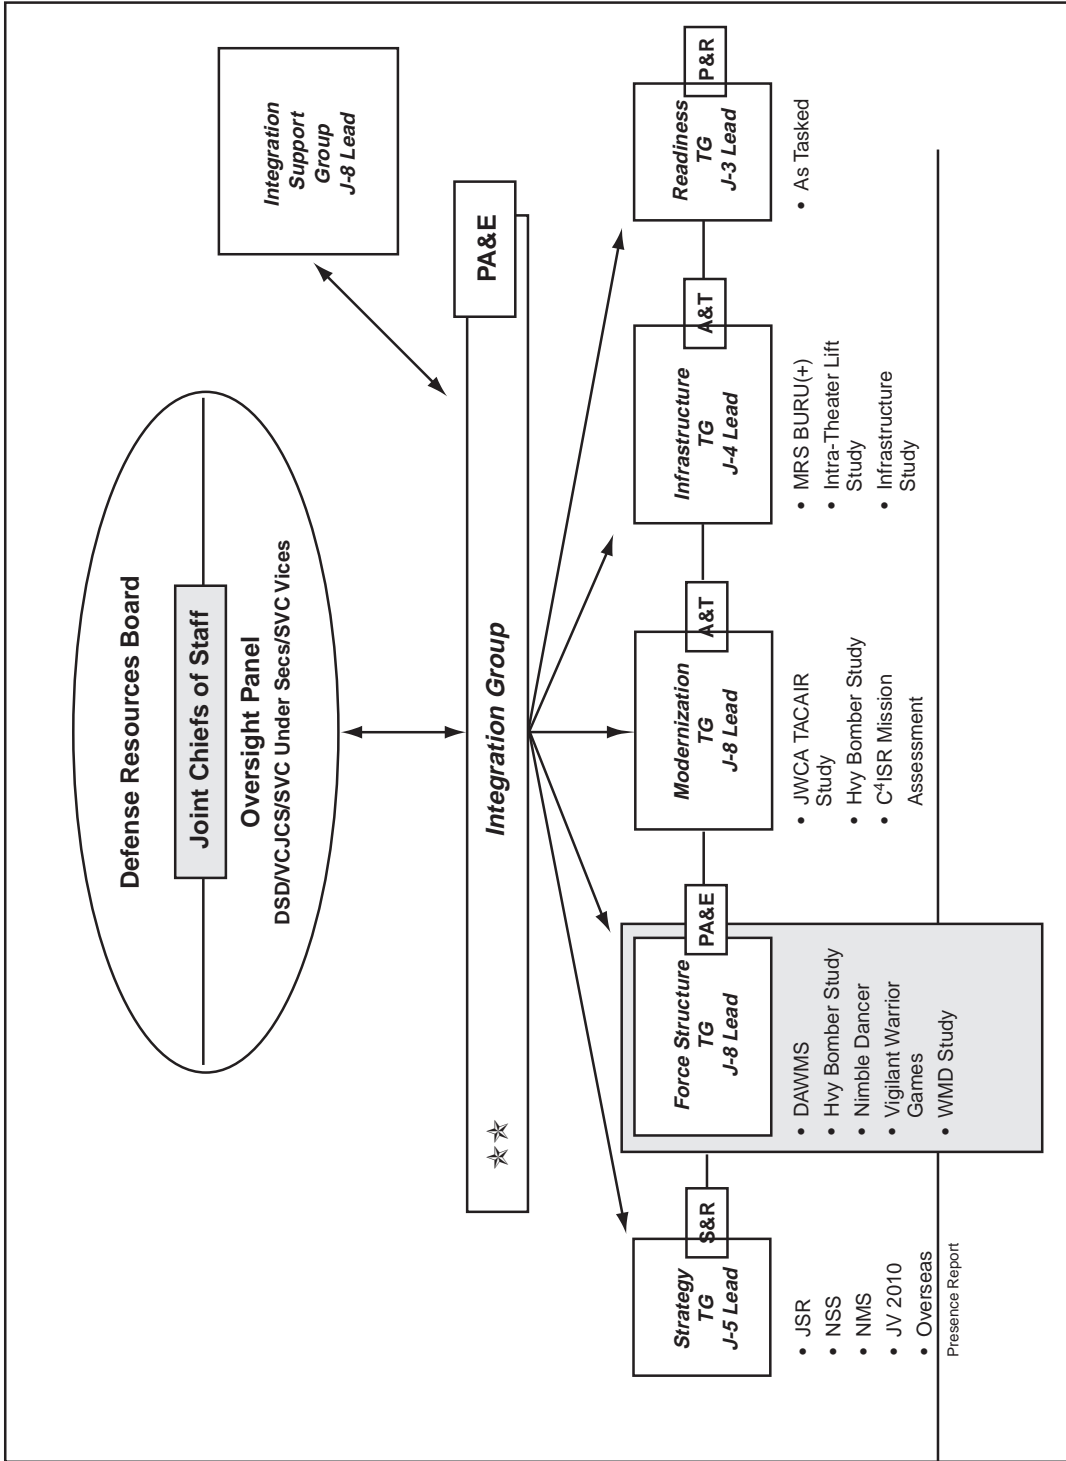 Defense Resources Board
Joint Chiefs of Staff
Oversight Panel
DSD/VCJCS/SVC Under Secs/SVC Vices
Integration
Support
Group
J-8 Lead
PA&E
Integration Group
Strategy
TG
J-5 Lead
S&R
• JSR
• NSS
• NMS
• JV 2010
• Overseas
Presence Report
Force Structure
TG
J-8 Lead
PA&E
• DAWMS
• Hvy Bomber Study
• Nimble Dancer
• Vigilant Warrior
Games
• WMD Study
Modernization
TG
J-8 Lead
A&T
• JWCA TACAIR
Study
• Hvy Bomber Study
• C⁴ISR Mission
Assessment
Infrastructure
TG
J-4 Lead
A&T
• MRS BURU(+)
• Intra-Theater Lift
Study
• Infrastructure
Study
Readiness
TG
J-3 Lead
P&R
• As Tasked